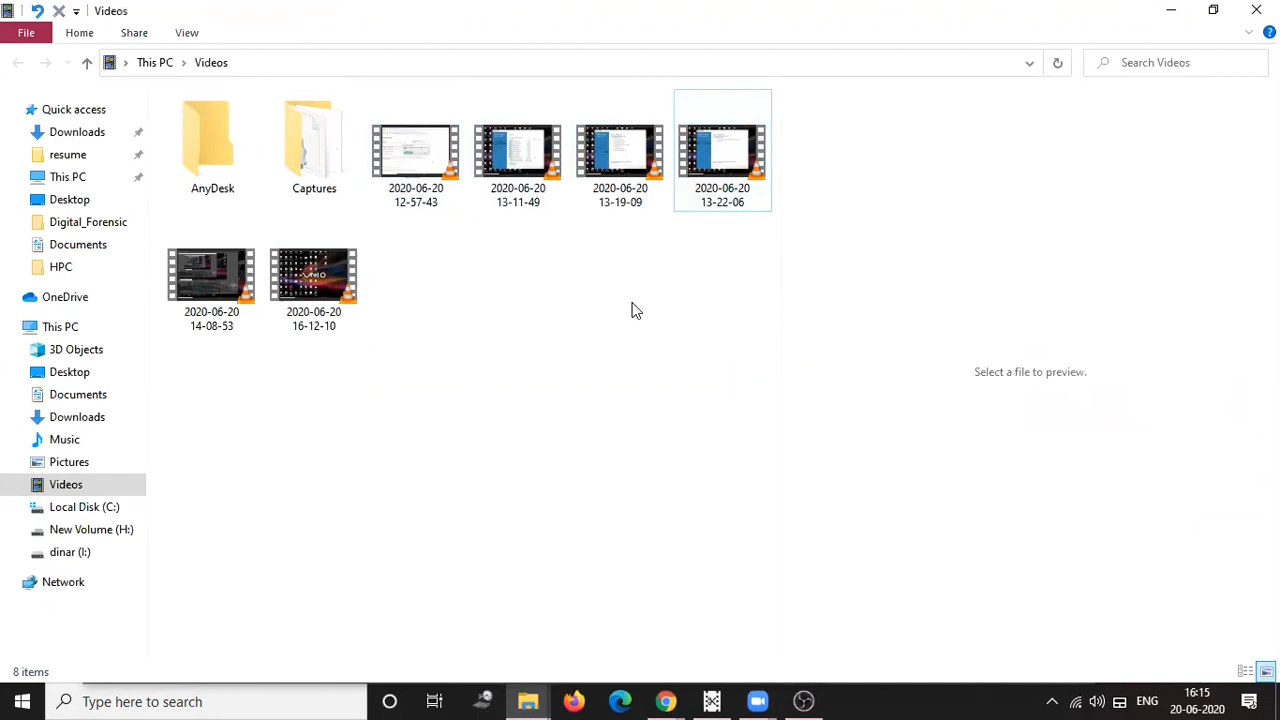 Videos
File
Home
Share
View
This PC
Videos
Search Videos
Quick access
Downloads
resume
This PC
Desktop
Digital_Forensic
Documents
HPC
OneDrive
This PC
3D Objects
Desktop
Documents
Downloads
Music
Pictures
Videos
Local Disk (C:)
New Volume (H:)
dinar (I:)
Network
AnyDesk
Captures
2020-06-20
12-57-43
2020-06-20
13-11-49
2020-06-20
13-19-09
2020-06-20
13-22-06
2020-06-20
14-08-53
2020-06-20
16-12-10
Select a file to preview.
8 items
Type here to search
ENG
16:15
20-06-2020